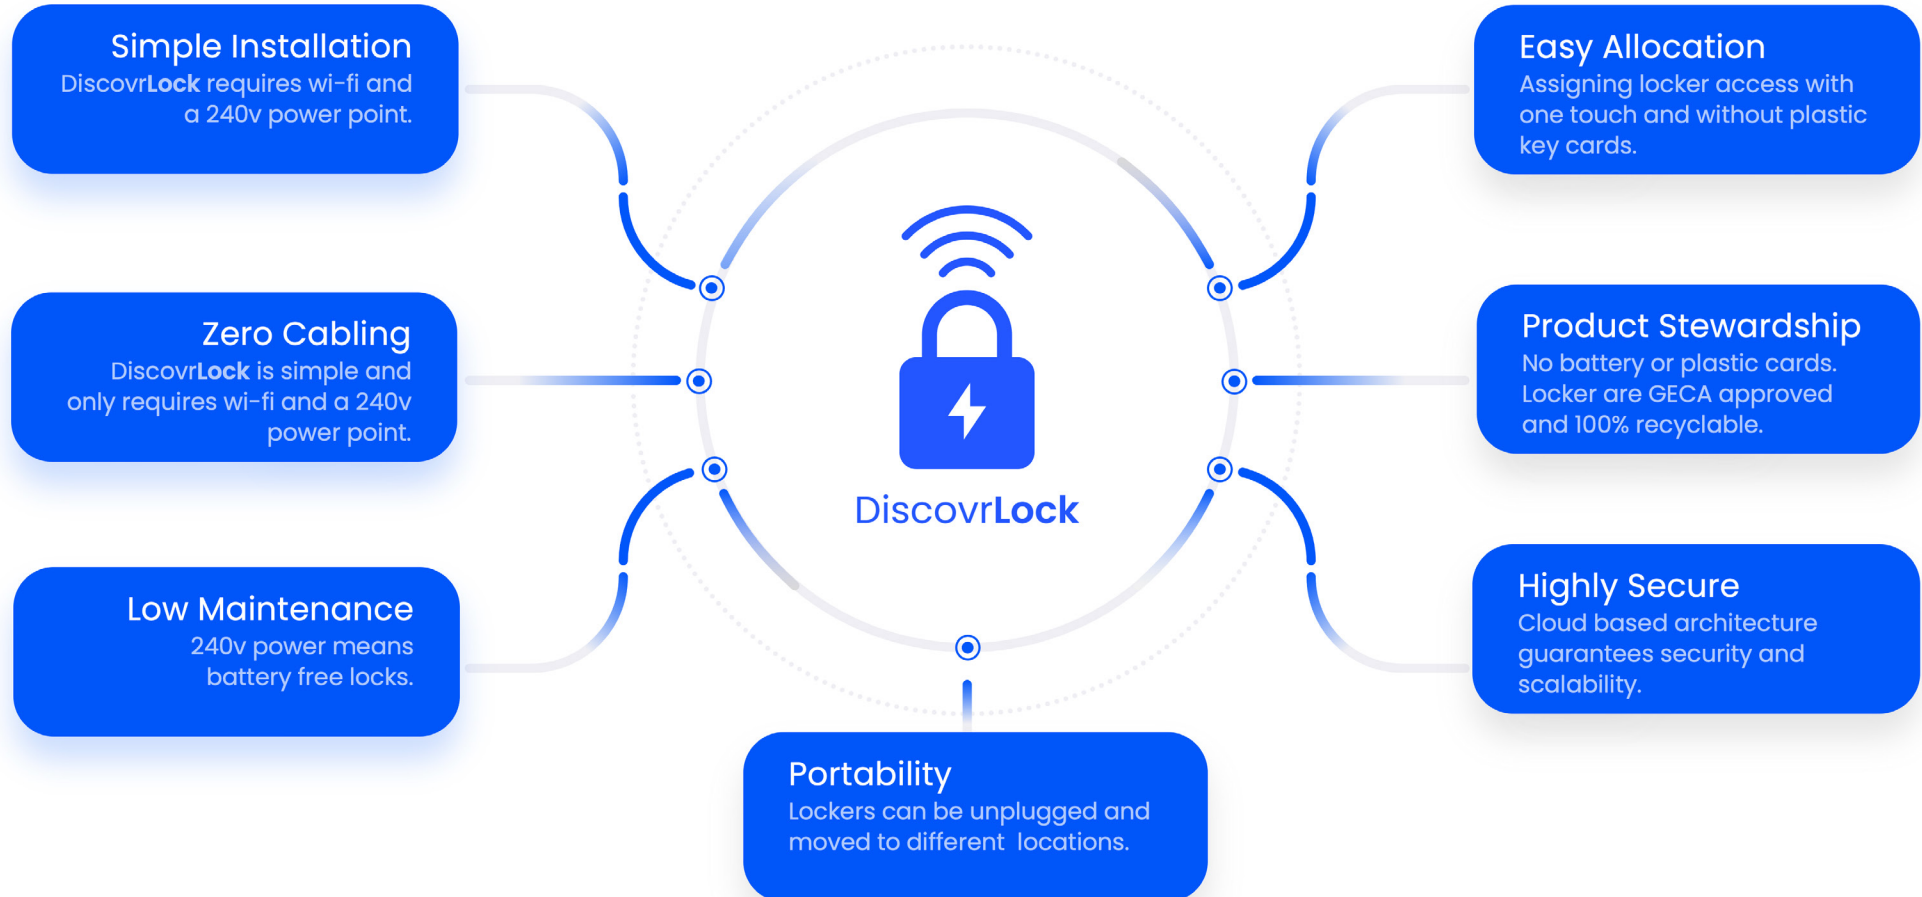 Simple Installation
DiscovrLock requires wi-fi and
a 240v power point.
Zero Cabling
DiscovrLock is simple and
only requires wi-fi and a 240v
power point.
Low Maintenance
240v power means
battery free locks.
DiscovrLock
Portability
Lockers can be unplugged and
moved to different  locations.
Easy Allocation
Assigning locker access with
one touch and without plastic
key cards.
Product Stewardship
No battery or plastic cards.
Locker are GECA approved
and 100% recyclable.
Highly Secure
Cloud based architecture
guarantees security and
scalability.